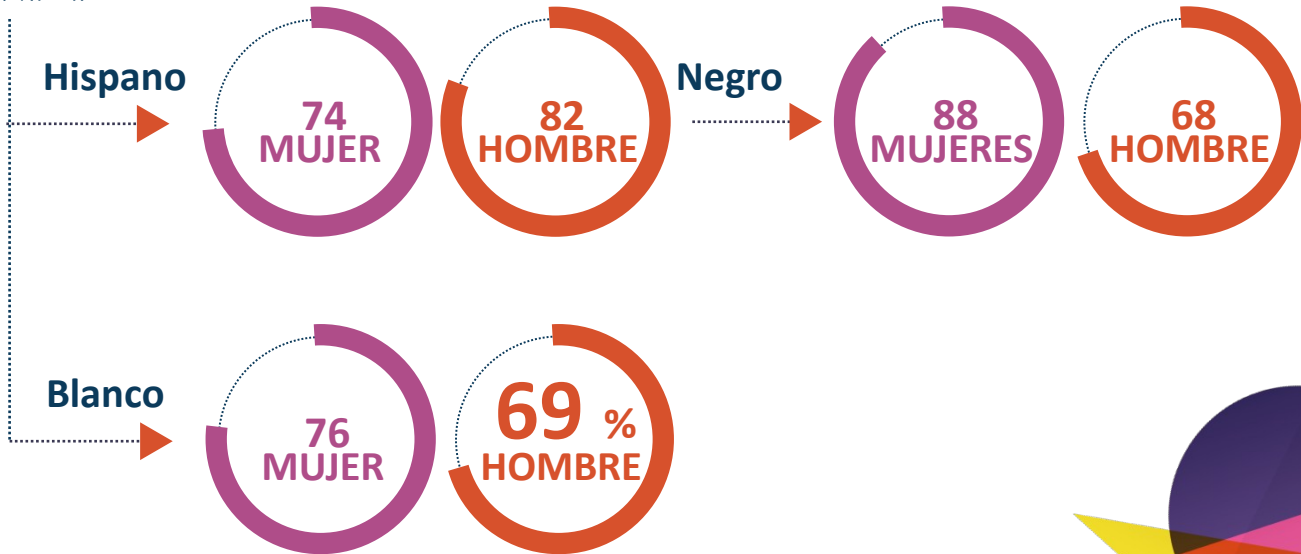 Hispano
74
MUJER
82
HOMBRE
Negro
88
MUJERES
68
HOMBRE
Blanco
76
MUJER
69 %
HOMBRE